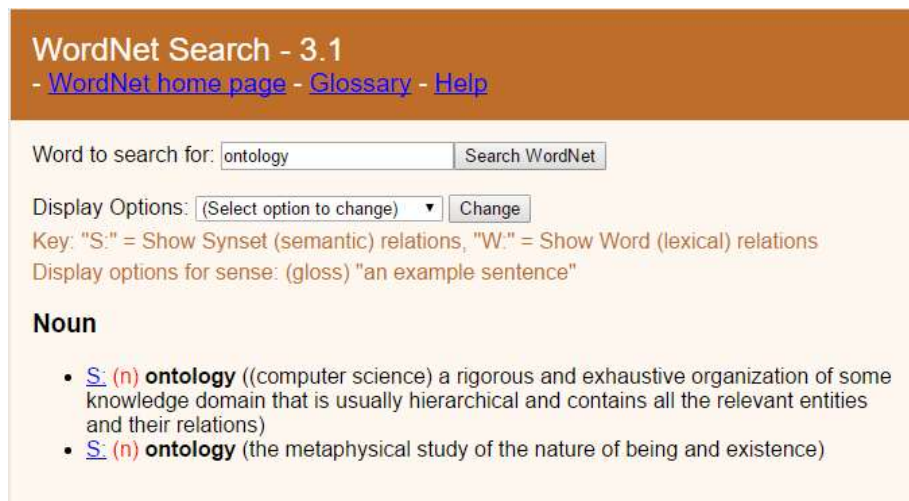 WordNet Search - 3.1
- WordNet home page - Glossary - Help
Word to search for: ontology Search WordNet
Display Options: (Select option to change) Change
Key: "S:" = Show Synset (semantic) relations, "W:" = Show Word (lexical) relations
Display options for sense: (gloss) "an example sentence"
Noun
• S: (n) ontology ((computer science) a rigorous and exhaustive organization of some
knowledge domain that is usually hierarchical and contains all the relevant entities
and their relations)
• S: (n) ontology (the metaphysical study of the nature of being and existence)